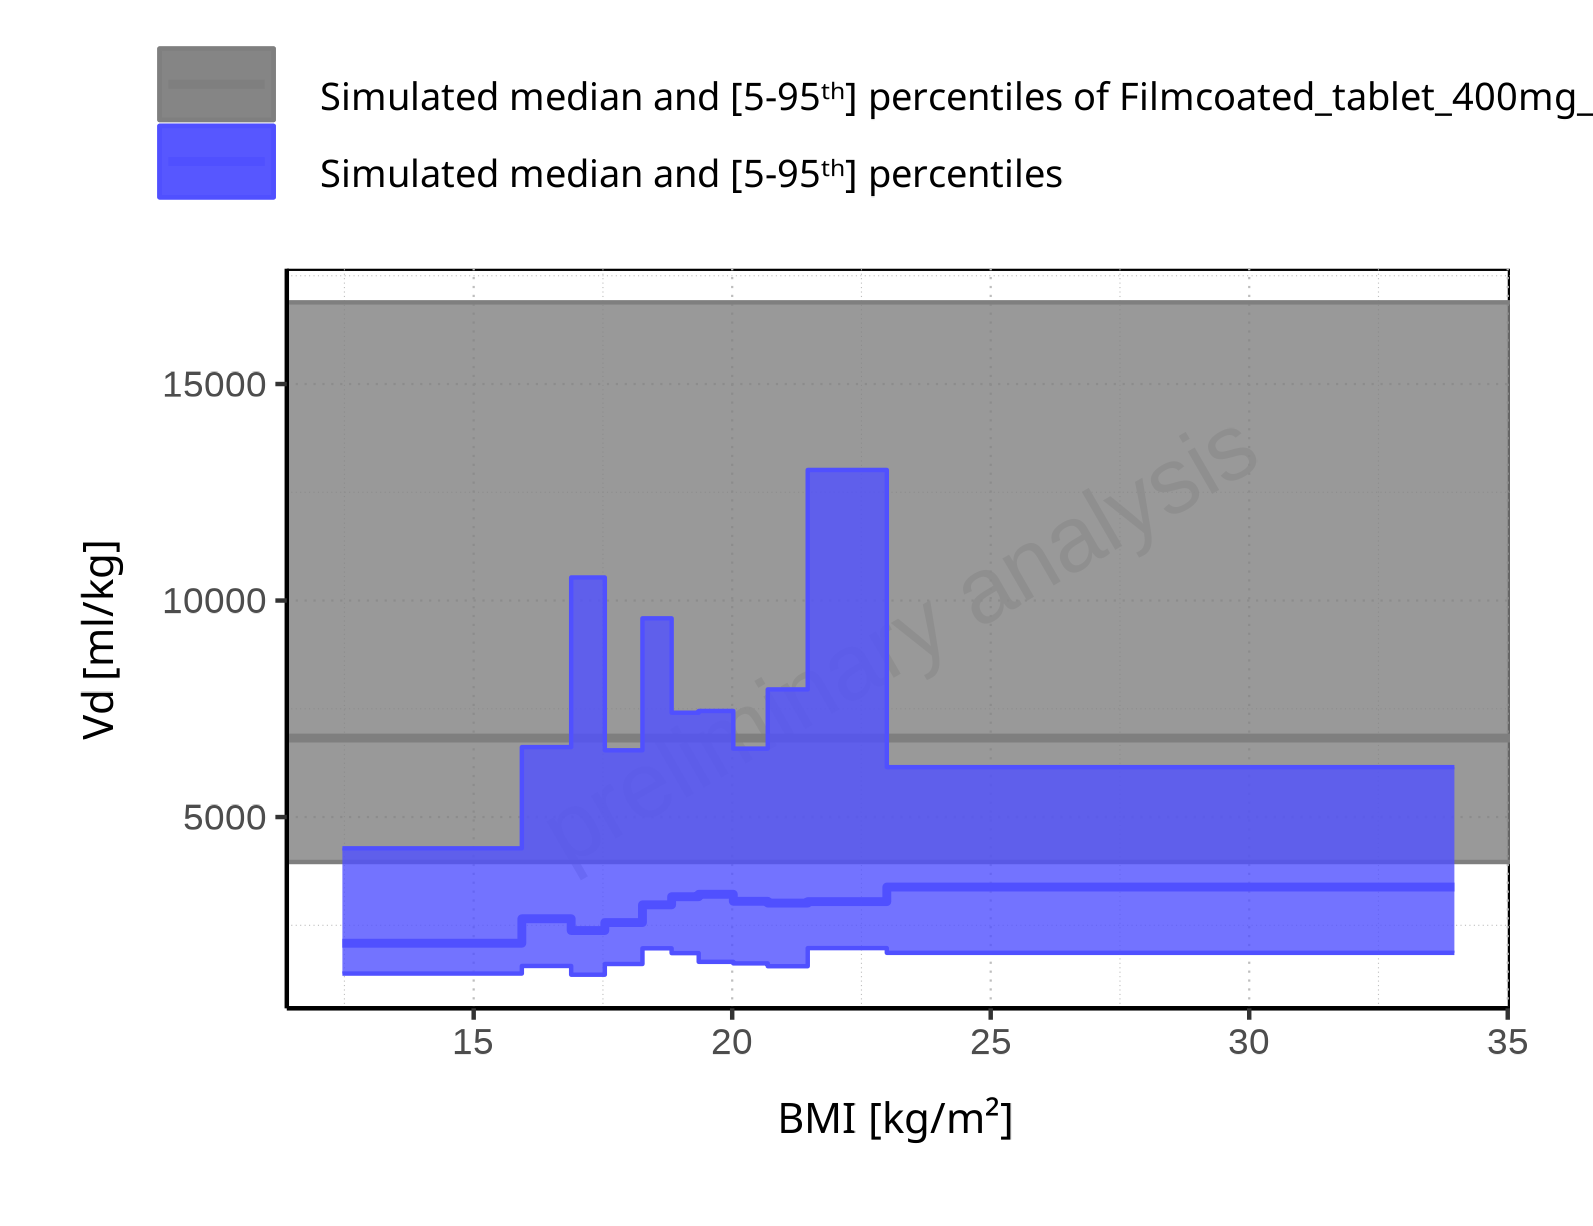 Simulated median and [5-95ᵗʰ] percentiles of Filmcoated_tablet_400mg_
Simulated median and [5-95ᵗʰ] percentiles
Vd [ml/kg]
15000
10000
5000
preliminary analysis
15 20 25 30 35
BMI [kg/m²]